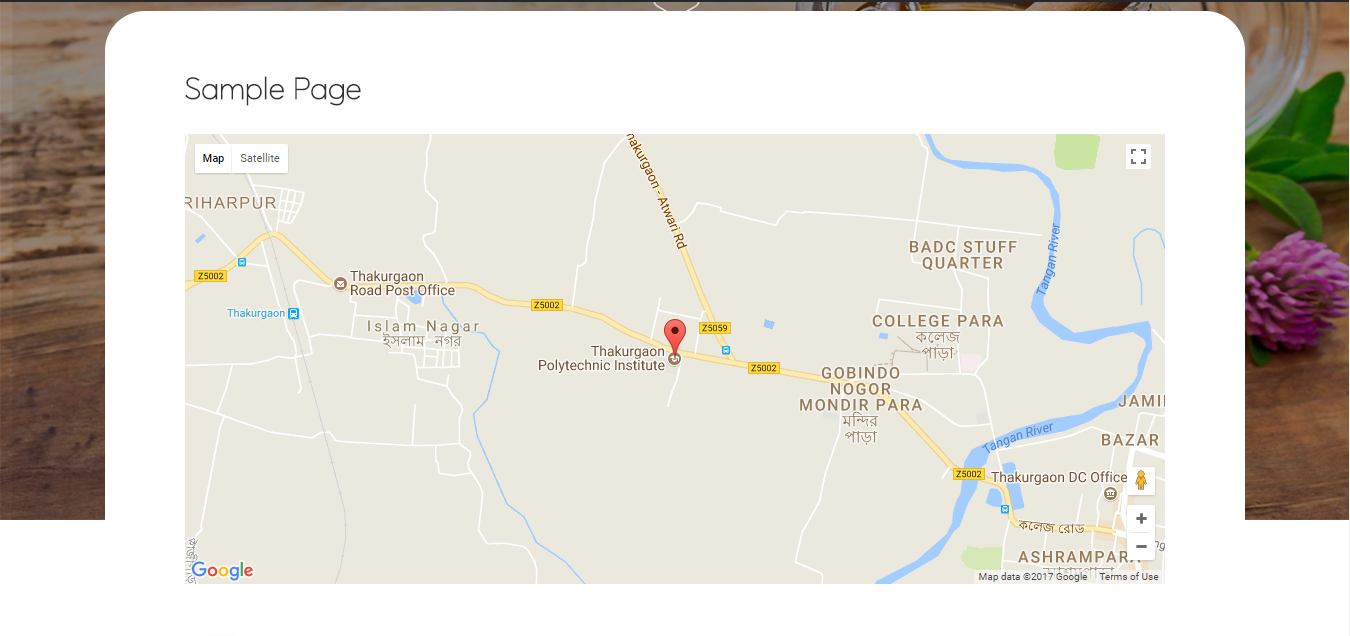 Sample Page
Map
Satellite
Thakurgaon - Atwari Rd
RIHARPUR
BADC STUFF
QUARTER
Tangan River
Z5002
Thakurgaon
Road Post Office
Z5002
Thakurgaon
Islam Nagar
ইসলাম নগর
Z5059
COLLEGE PARA
কলেজ
পাড়া
Thakurgaon
Polytechnic Institute
Z5002
GOBINDO
NOGOR
MONDIR PARA
মন্দির
পাড়া
JAMI
BAZAR
Tangan River
Z5002
Thakurgaon DC Office
কলেজ রোড
ASHRAMPARA
Google
Map data ©2017 Google
Terms of Use